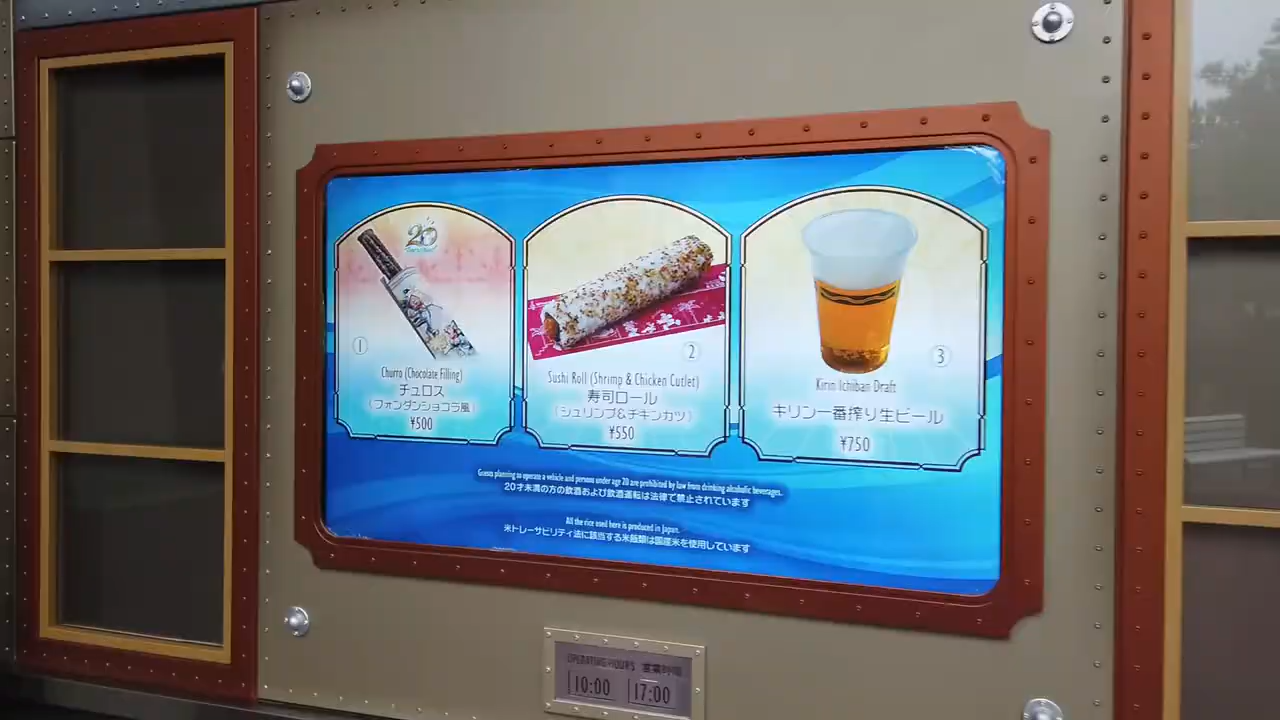 20
①
Churro (Chocolate Filling)
チュロス
(フォンダンショコラ風)
¥500
②
Sushi Roll (Shrimp & Chicken Cutlet)
寿司ロール
(シュリンプ&チキンカツ)
¥550
③
Kirin Ichiban Draft
キリン一番搾り生ビール
¥750
Guests planning to operate a vehicle and persons under age 20 are prohibited by law from drinking alcoholic beverages.
20才未満の方の飲酒および飲酒運転は法律で禁止されています
All the rice used here is produced in Japan.
米トレーサビリティ法に該当する米飯類は国産米を使用しています
OPERATING HOURS 営業時間
10:00 17:00